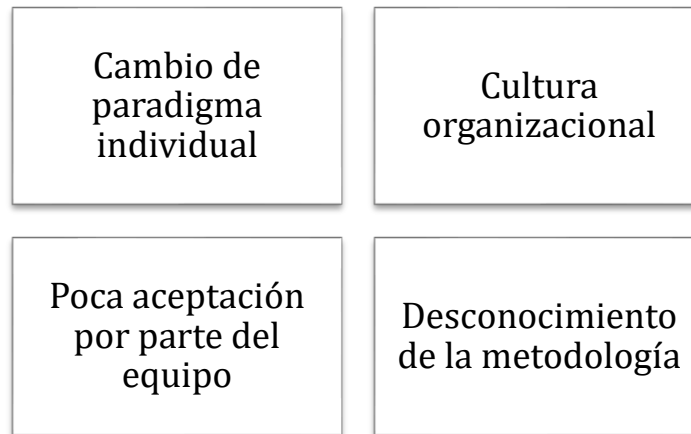 Cambio de
paradigma
individual
Cultura
organizacional
Poca aceptación
por parte del
equipo
Desconocimiento
de la metodología